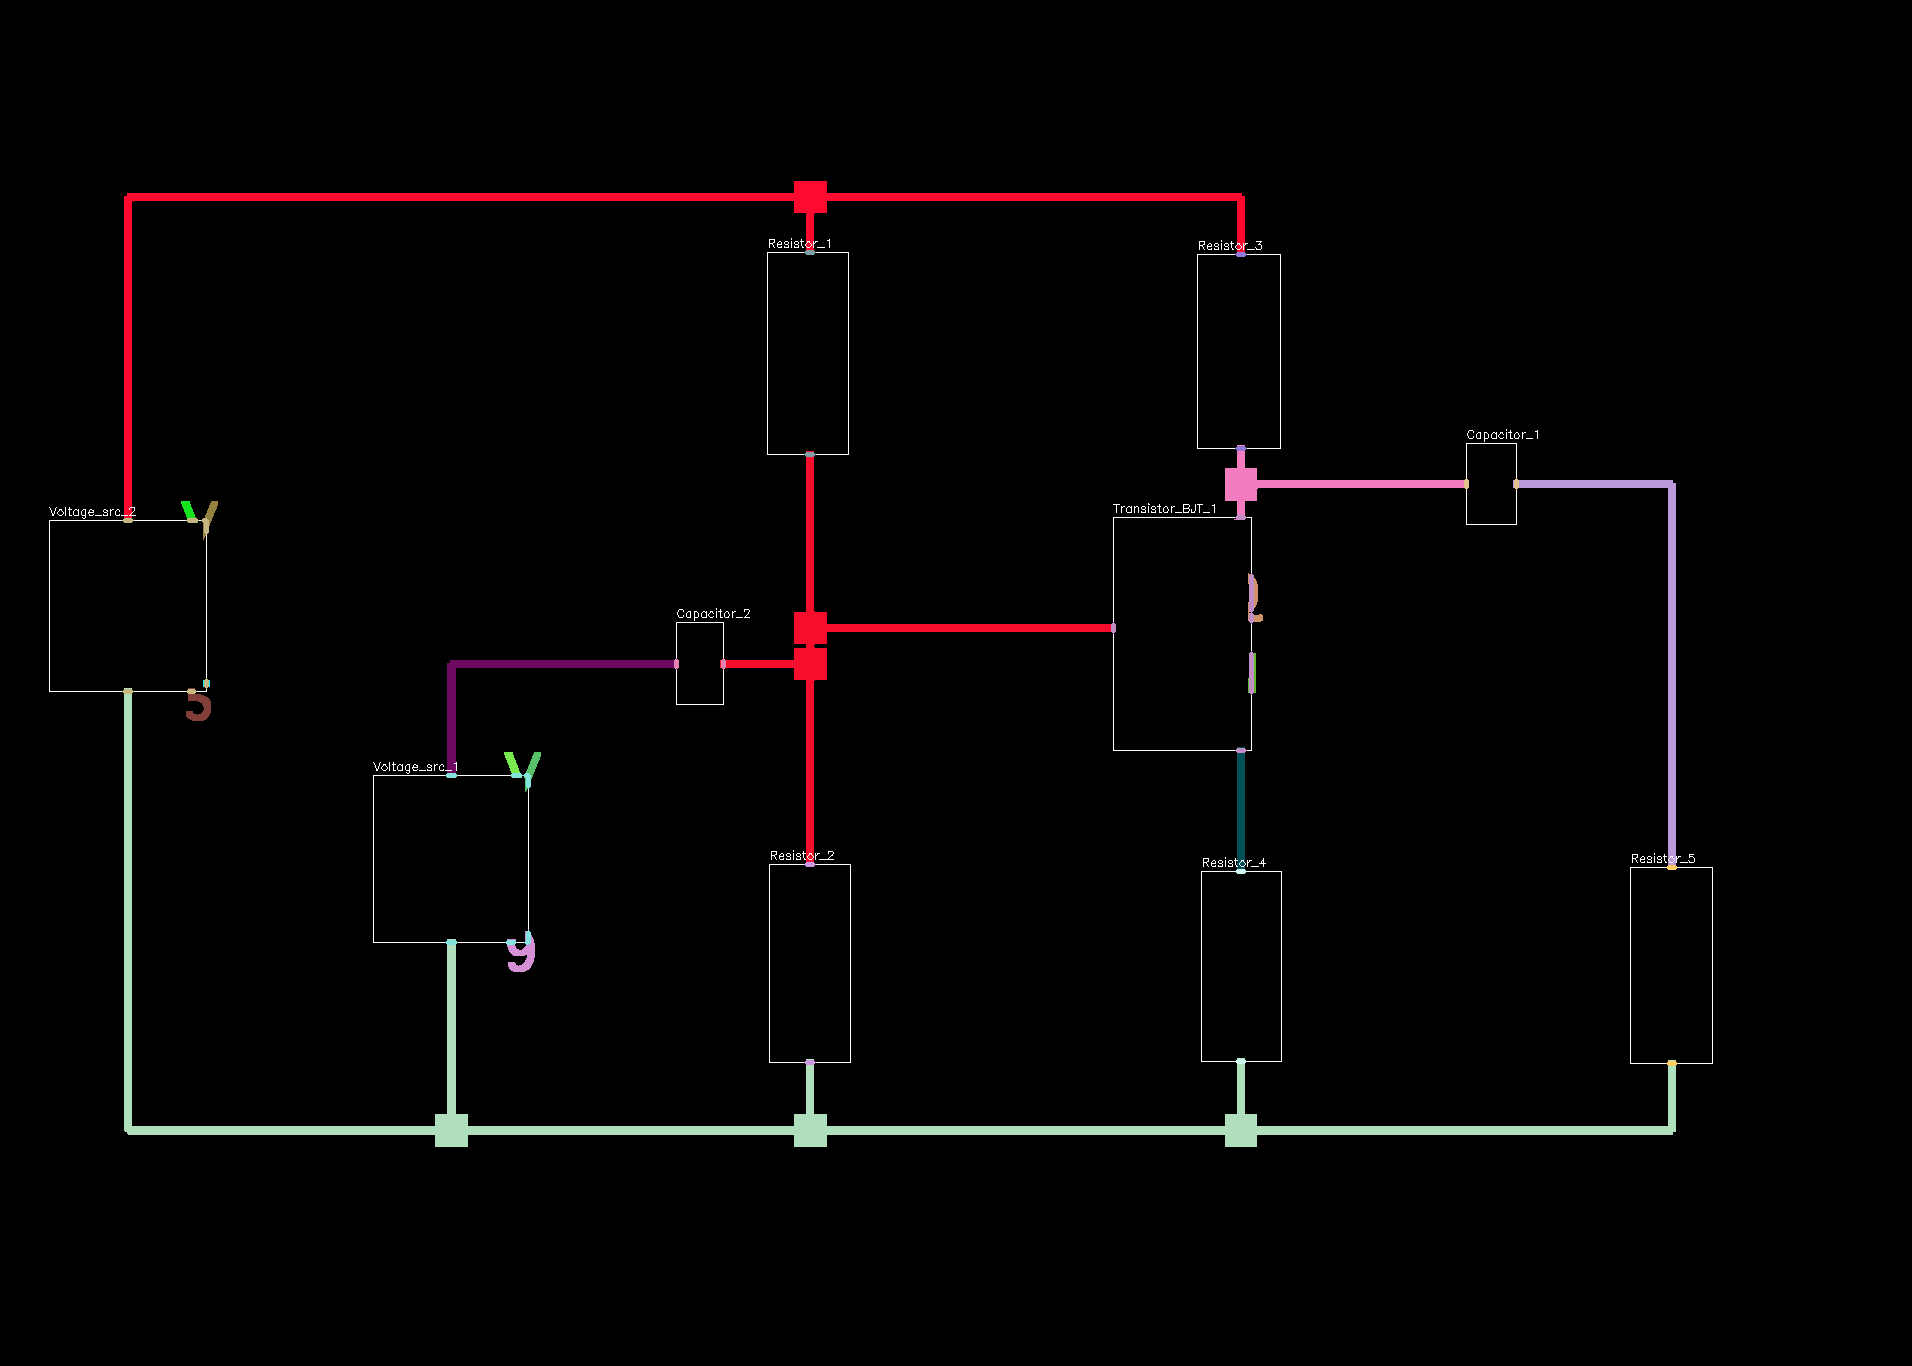 Resistor_1
Resistor_3
Capacitor_1
Voltage_src_2
Transistor_BJT_1
Capacitor_2
Voltage_src_1
Resistor_2
Resistor_4
Resistor_5